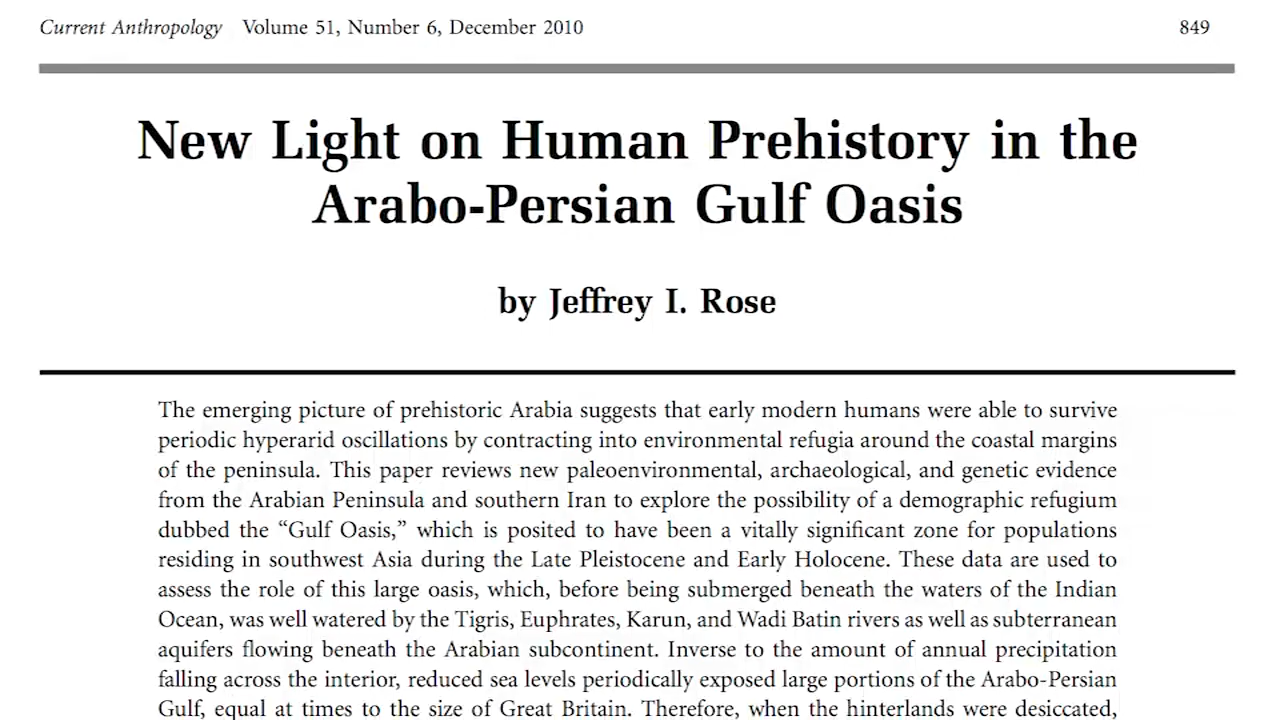 Current Anthropology Volume 51, Number 6, December 2010 849
New Light on Human Prehistory in the
Arabo-Persian Gulf Oasis
by Jeffrey I. Rose
The emerging picture of prehistoric Arabia suggests that early modern humans were able to survive
periodic hyperarid oscillations by contracting into environmental refugia around the coastal margins
of the peninsula. This paper reviews new paleoenvironmental, archaeological, and genetic evidence
from the Arabian Peninsula and southern Iran to explore the possibility of a demographic refugium
dubbed the “Gulf Oasis,” which is posited to have been a vitally significant zone for populations
residing in southwest Asia during the Late Pleistocene and Early Holocene. These data are used to
assess the role of this large oasis, which, before being submerged beneath the waters of the Indian
Ocean, was well watered by the Tigris, Euphrates, Karun, and Wadi Batin rivers as well as subterranean
aquifers flowing beneath the Arabian subcontinent. Inverse to the amount of annual precipitation
falling across the interior, reduced sea levels periodically exposed large portions of the Arabo-Persian
Gulf, equal at times to the size of Great Britain. Therefore, when the hinterlands were desiccated,